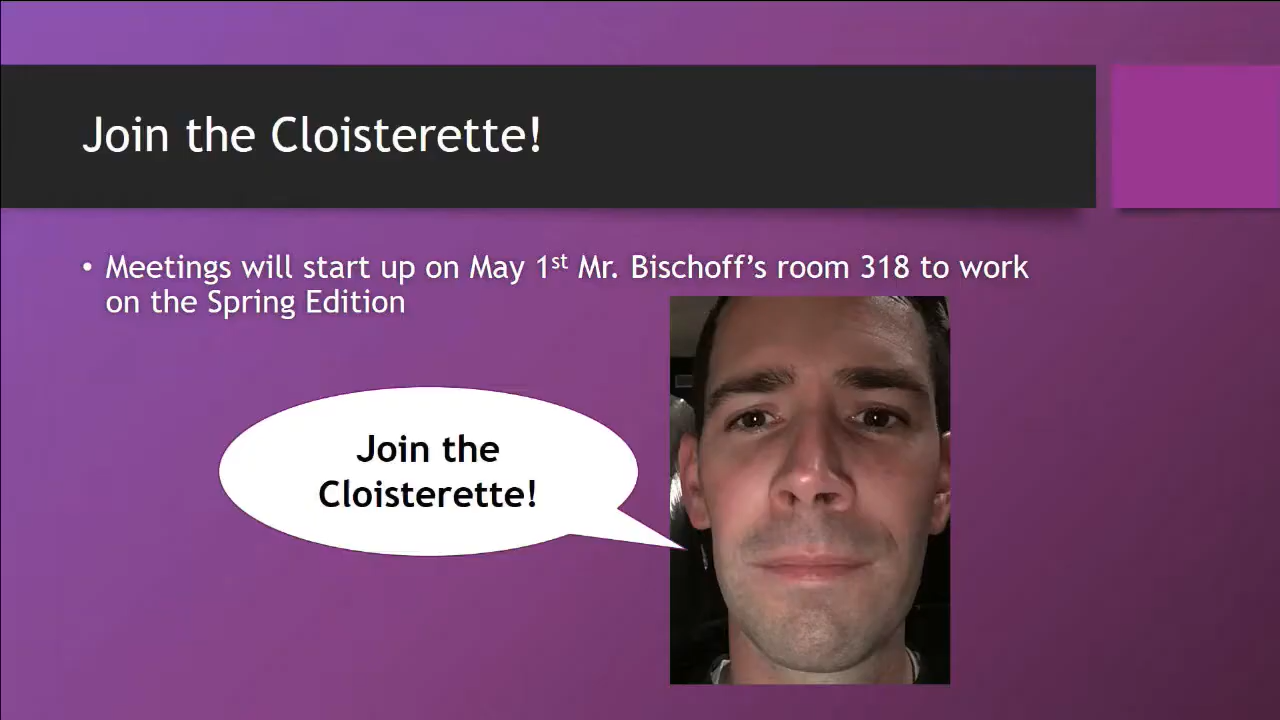 Join the Cloisterette!
• Meetings will start up on May 1st Mr. Bischoff’s room 318 to work
on the Spring Edition
Join the
Cloisterette!